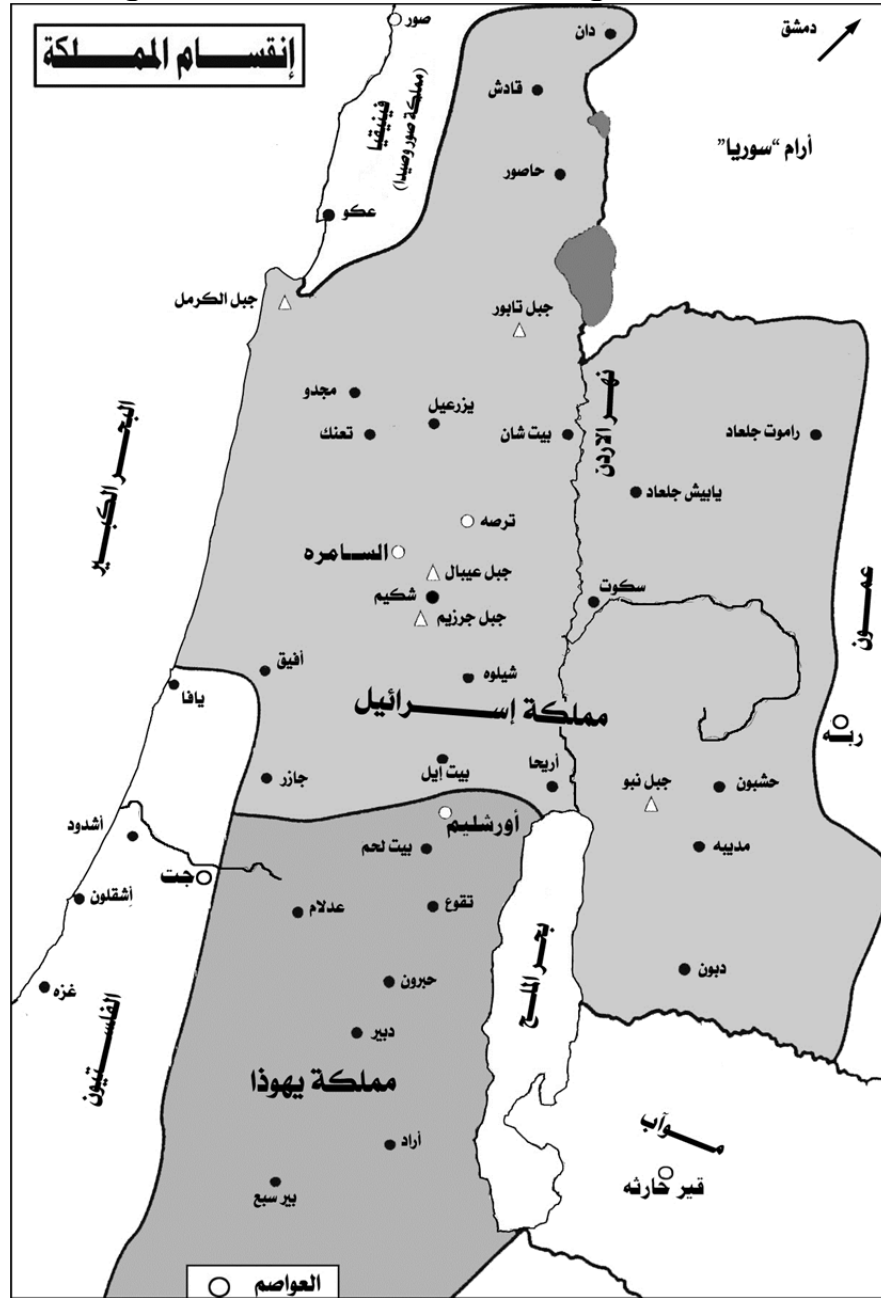 إنقسام المملكة
صور
دان
دمشق
قادش
فينيقيا
(مملكة صور وصيدا)
أرام “سوريا”
حاصور
عكو
جبل الكرمل
جبل تابور
مجدو
يزرعيل
تعنك
بيت شان
نهر الاردن
راموت جلعاد
البحر الكبير
يابيش جلعاد
ترصه
السامره
جبل عيبال
شكيم
جبل جرزيم
سكوت
عمون
أفيق
يافا
شيلوه
مملكة إسرائيل
ربه
جازر
بيت إيل
أريحا
جبل نبو
حشبون
أشدود
أورشليم
بيت لحم
مديبه
جت
أشقلون
عدلام
تقوع
بحر الملح
دبون
غزه
حبرون
الفلستيون
دبير
مملكة يهوذا
موآب
أراد
قير حارثه
بير سبع
العواصم